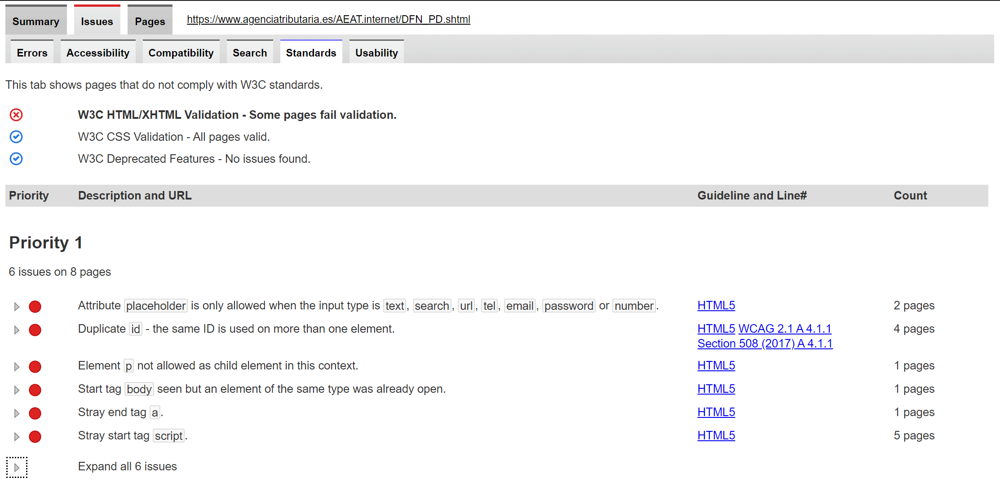 Summary Issues Pages https://www.agenciatributaria.es/AEAT.internet/DFN_PD.shtml
Errors Accessibility Compatibility Search Standards Usability
This tab shows pages that do not comply with W3C standards.
W3C HTML/XHTML Validation - Some pages fail validation.
W3C CSS Validation - All pages valid.
W3C Deprecated Features - No issues found.
Priority Description and URL Guideline and Line# Count
Priority 1
6 issues on 8 pages
Attribute placeholder is only allowed when the input type is text, search, url, tel, email, password or number. HTML5 2 pages
Duplicate id - the same ID is used on more than one element. HTML5 WCAG 2.1 A 4.1.1 4 pages
Section 508 (2017) A 4.1.1
Element p not allowed as child element in this context. HTML5 1 pages
Start tag body seen but an element of the same type was already open. HTML5 1 pages
Stray end tag a. HTML5 1 pages
Stray start tag script. HTML5 5 pages
Expand all 6 issues